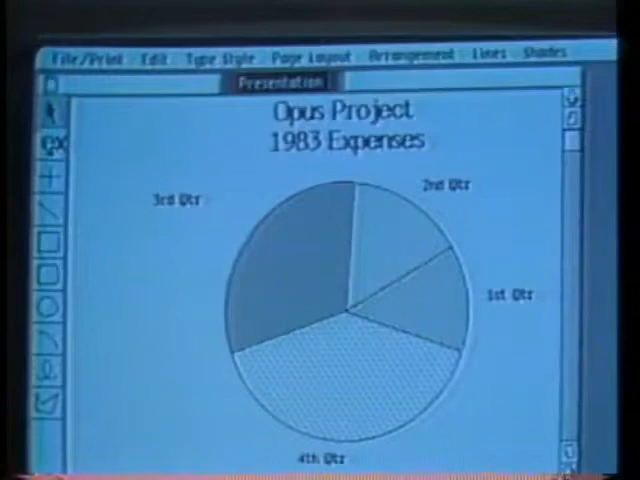 File/Print Edit Type Style Page Layout Arrangement Lines Shades
Presentation
Opus Project
1983 Expenses
2nd Qtr
3rd Qtr
1st Qtr
4th Qtr